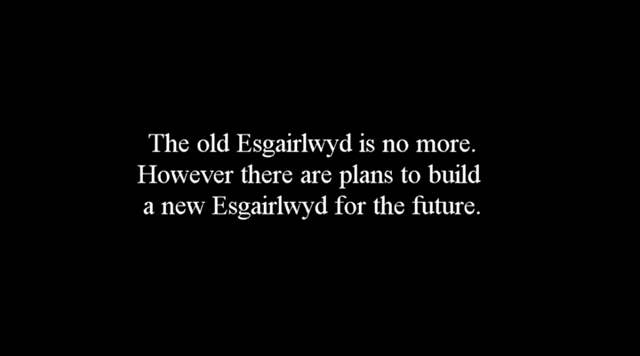 The old Esgairlwyd is no more.
However there are plans to build
a new Esgairlwyd for the future.